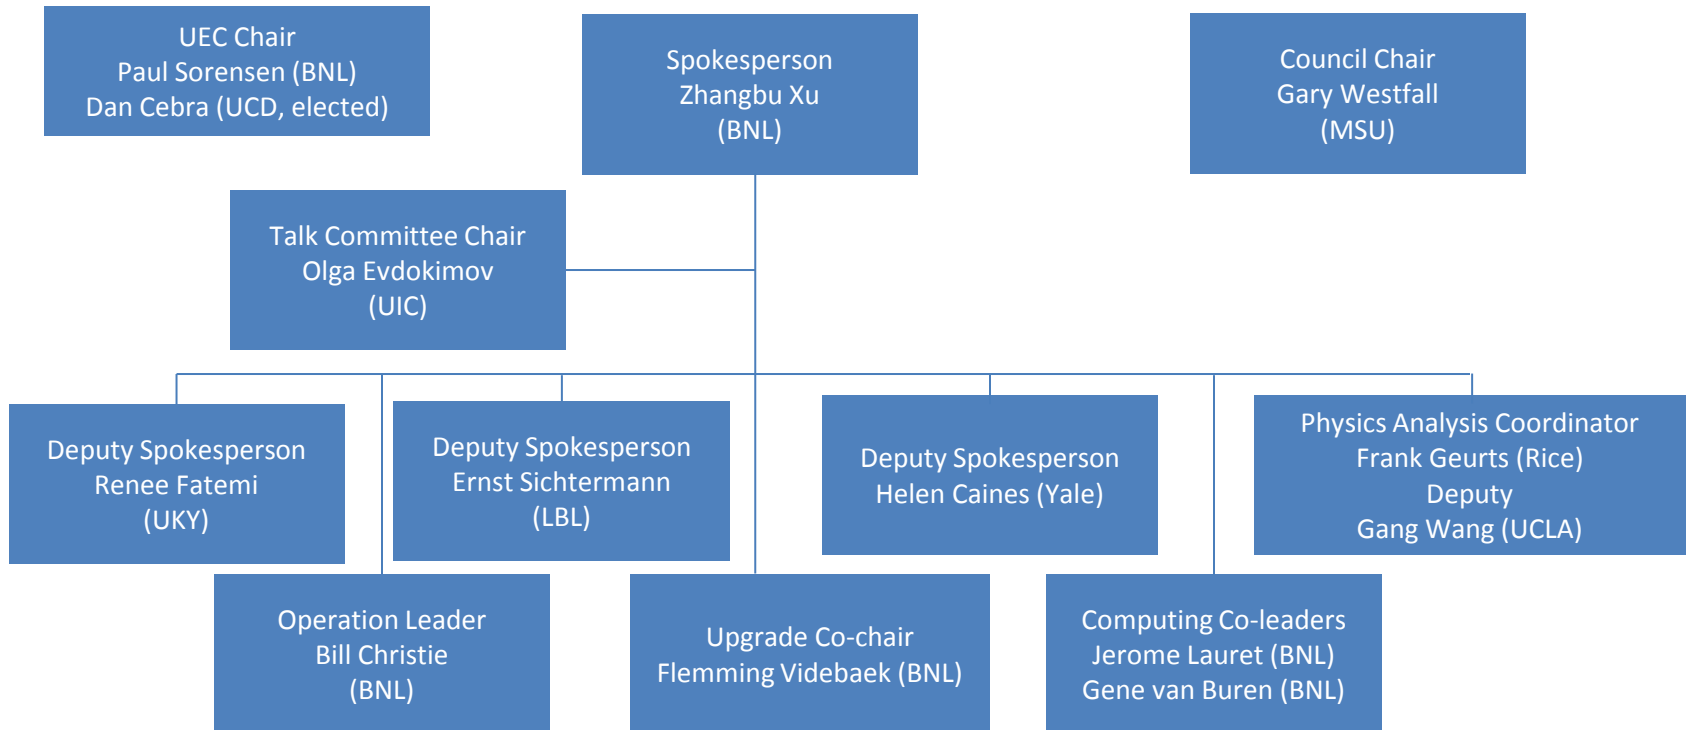 UEC Chair
Paul Sorensen (BNL)
Dan Cebra (UCD, elected)
Spokesperson
Zhangbu Xu
(BNL)
Council Chair
Gary Westfall
(MSU)
Talk Committee Chair
Olga Evdokimov
(UIC)
Deputy Spokesperson
Renee Fatemi
(UKY)
Deputy Spokesperson
Ernst Sichtermann
(LBL)
Deputy Spokesperson
Helen Caines (Yale)
Physics Analysis Coordinator
Frank Geurts (Rice)
Deputy
Gang Wang (UCLA)
Operation Leader
Bill Christie
(BNL)
Upgrade Co-chair
Flemming Videbaek (BNL)
Computing Co-leaders
Jerome Lauret (BNL)
Gene van Buren (BNL)